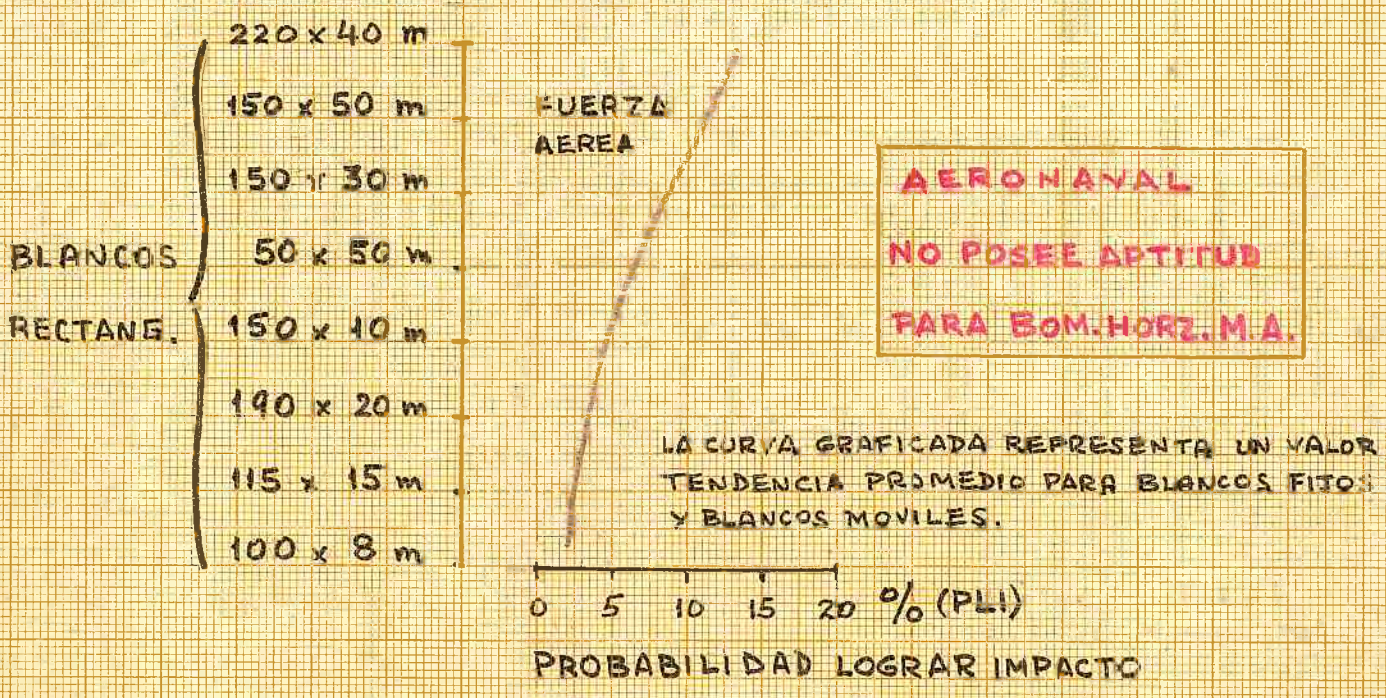 220 x 40 m
150 x 50 m
150 x 30 m
BLANCOS 50 x 50 m
RECTANG. 150 x 10 m
190 x 20 m
115 x 15 m
100 x 8 m
FUERZA
AEREA
AERONAVAL
NO POSEE APTITUD
PARA BOM. HORZ. M.A.
LA CURVA GRAFICADA REPRESENTA UN VALOR
TENDENCIA PROMEDIO PARA BLANCOS FIJOS
Y BLANCOS MOVILES.
0 5 10 15 20 % (PLI)
PROBABILIDAD LOGRAR IMPACTO